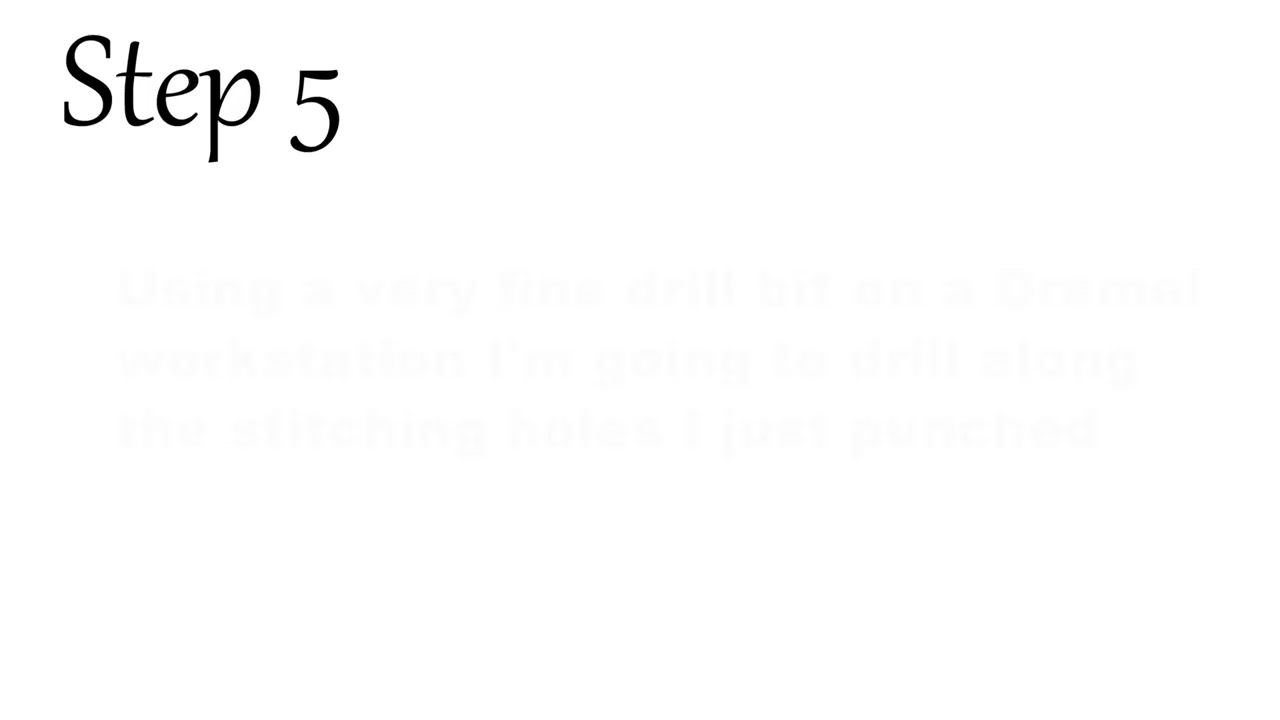 Step 5
Using a very fine drill bit on a Dremel
workstation I'm going to drill along
the stitching holes I just punched